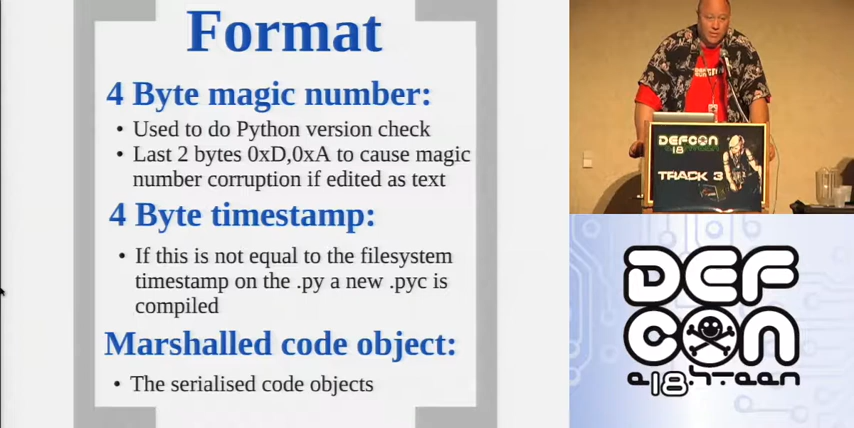 Format
4 Byte magic number:
• Used to do Python version check
• Last 2 bytes 0xD,0xA to cause magic
number corruption if edited as text
4 Byte timestamp:
• If this is not equal to the filesystem
timestamp on the .py a new .pyc is
compiled
Marshalled code object:
• The serialised code objects
DEFCON
18
TRACK 3
DEF
CON
e18h-teen